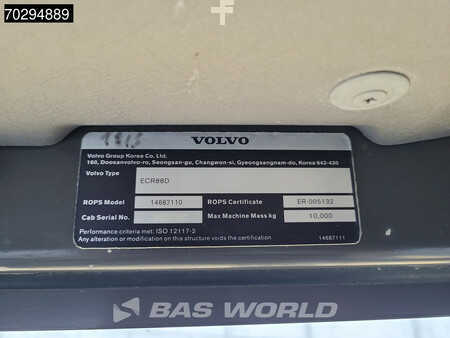 70294889
VOLVO
Volvo Group Korea Co. Ltd.
160, Doosanvolvo-ro, Seongsan-gu, Changwon-si, Gyeongsangnam-do, Korea 642-430
Volvo Type
ECR88D
ROPS Model 14687110 ROPS Certificate ER 005132
Cab Serial No. Max Machine Mass kg 10,000
Performance criteria met: ISO 12117-2
Any alteration or modification on this structure voids the certification 14687111
BAS WORLD